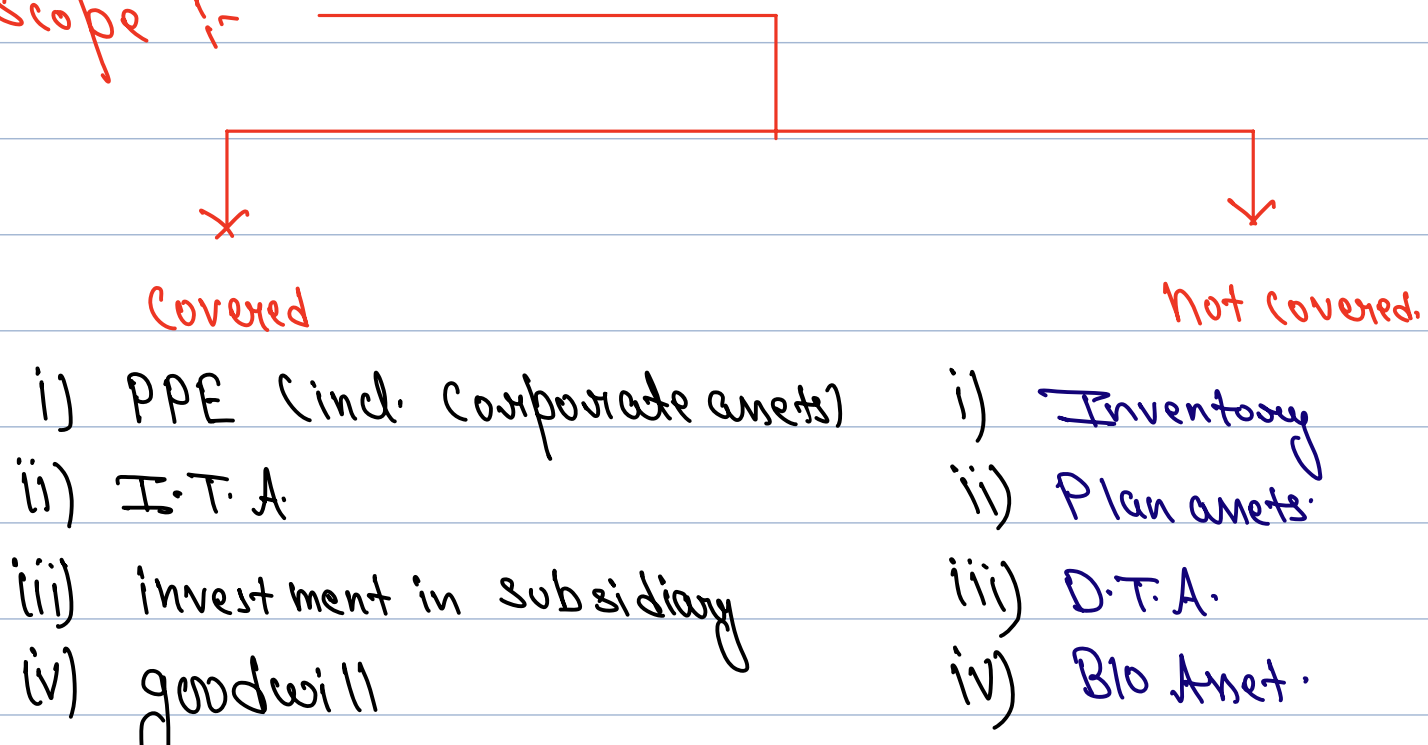 Scope :-
Covered
Not covered.
i) PPE (incl. Corporate assets)
ii) I.T.A.
iii) investment in subsidiary
iv) goodwill
i) Inventory
ii) Plan assets.
iii) D.T.A.
iv) Bio Asset.